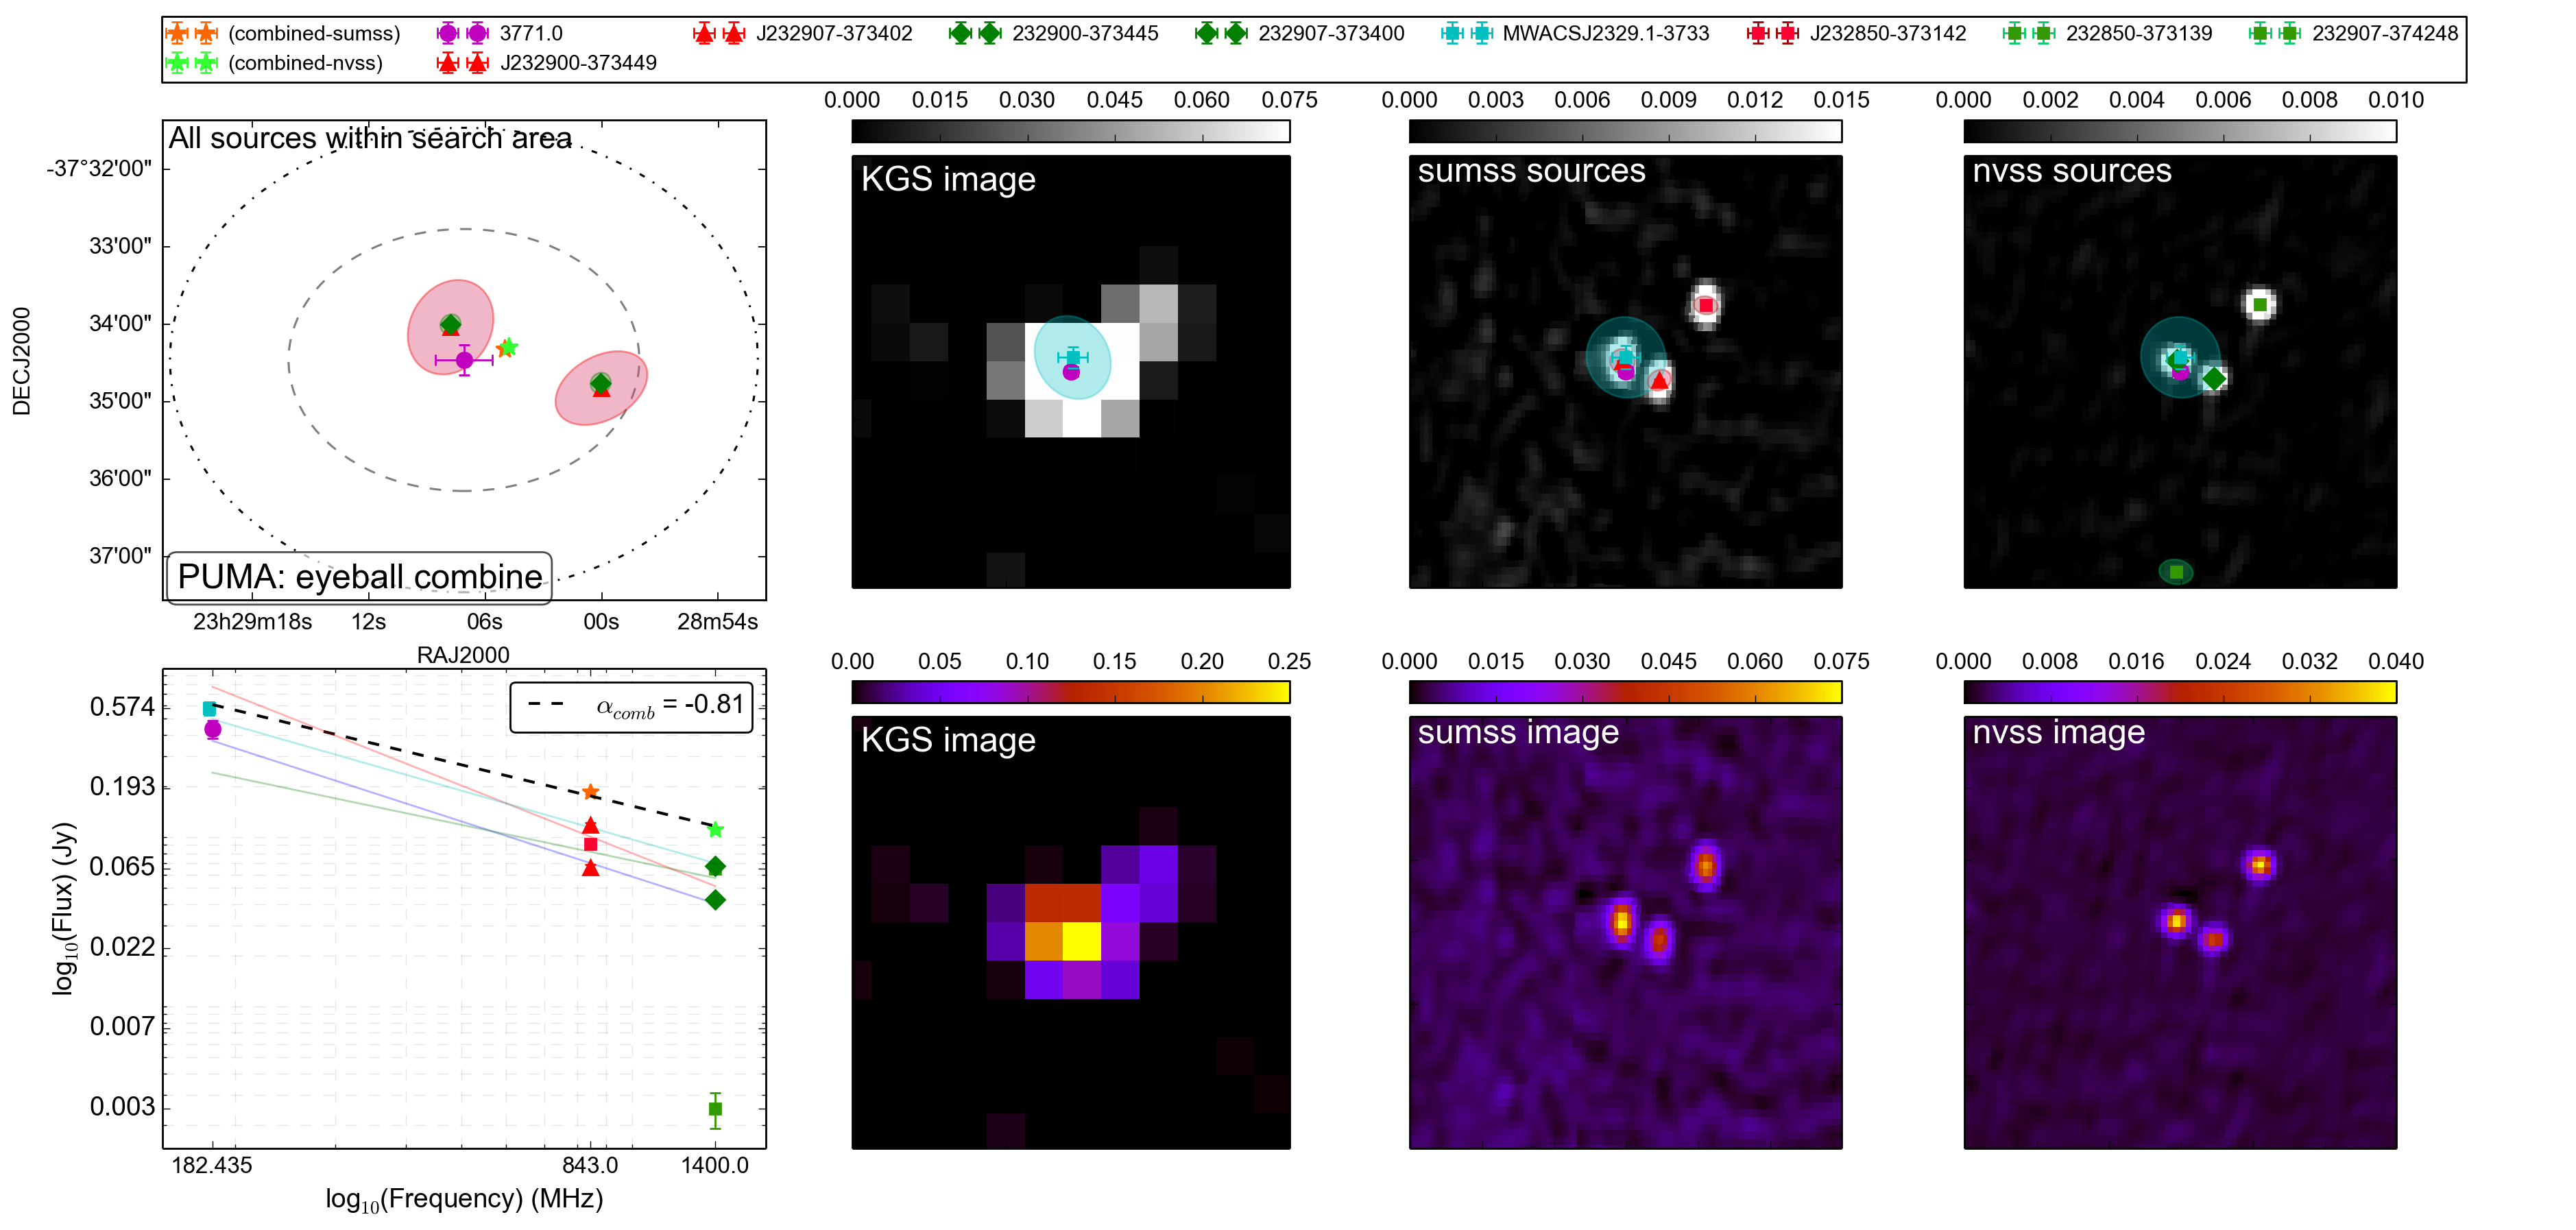 (combined-sumss) 3771.0 J232907-373402 232900-373445 232907-373400 MWACSJ2329.1-3733 J232850-373142 232850-373139 232907-374248
(combined-nvss) J232900-373449
0.000 0.015 0.030 0.045 0.060 0.075
0.000 0.003 0.006 0.009 0.012 0.015
0.000 0.002 0.004 0.006 0.008 0.010
All sources within search area
-37°32'00"
33'00"
34'00"
35'00"
36'00"
37'00"
DECJ2000
PUMA: eyeball combine
23h29m18s 12s 06s 00s 28m54s
RAJ2000
KGS image
sumss sources
nvss sources
0.574
0.193
0.065
0.022
0.007
0.003
log10(Flux) (Jy)
αcomb = -0.81
182.435 843.0 1400.0
log10(Frequency) (MHz)
0.00 0.05 0.10 0.15 0.20 0.25
KGS image
0.000 0.015 0.030 0.045 0.060 0.075
sumss image
0.000 0.008 0.016 0.024 0.032 0.040
nvss image